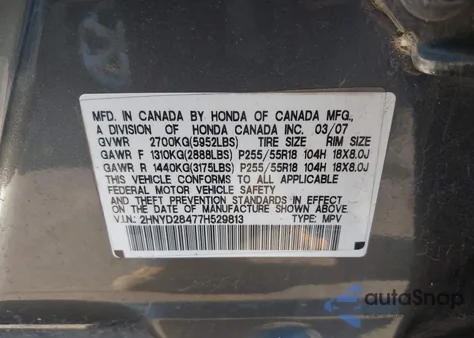 MFD. IN CANADA BY HONDA OF CANADA MFG.,
A DIVISION OF HONDA CANADA INC. 03/07
GVWR 2700KG(5952LBS) TIRE SIZE RIM SIZE
GAWR F 1310KG(2888LBS) P255/55R18 104H 18X8.0J
GAWR R 1440KG(3175LBS) P255/55R18 104H 18X8.0J
THIS VEHICLE CONFORMS TO ALL APPLICABLE
FEDERAL MOTOR VEHICLE SAFETY
AND THEFT PREVENTION STANDARDS IN EFFECT
ON THE DATE OF MANUFACTURE SHOWN ABOVE.
V.I.N.: 2HNYD28477H529813 TYPE: MPV
autoSnap